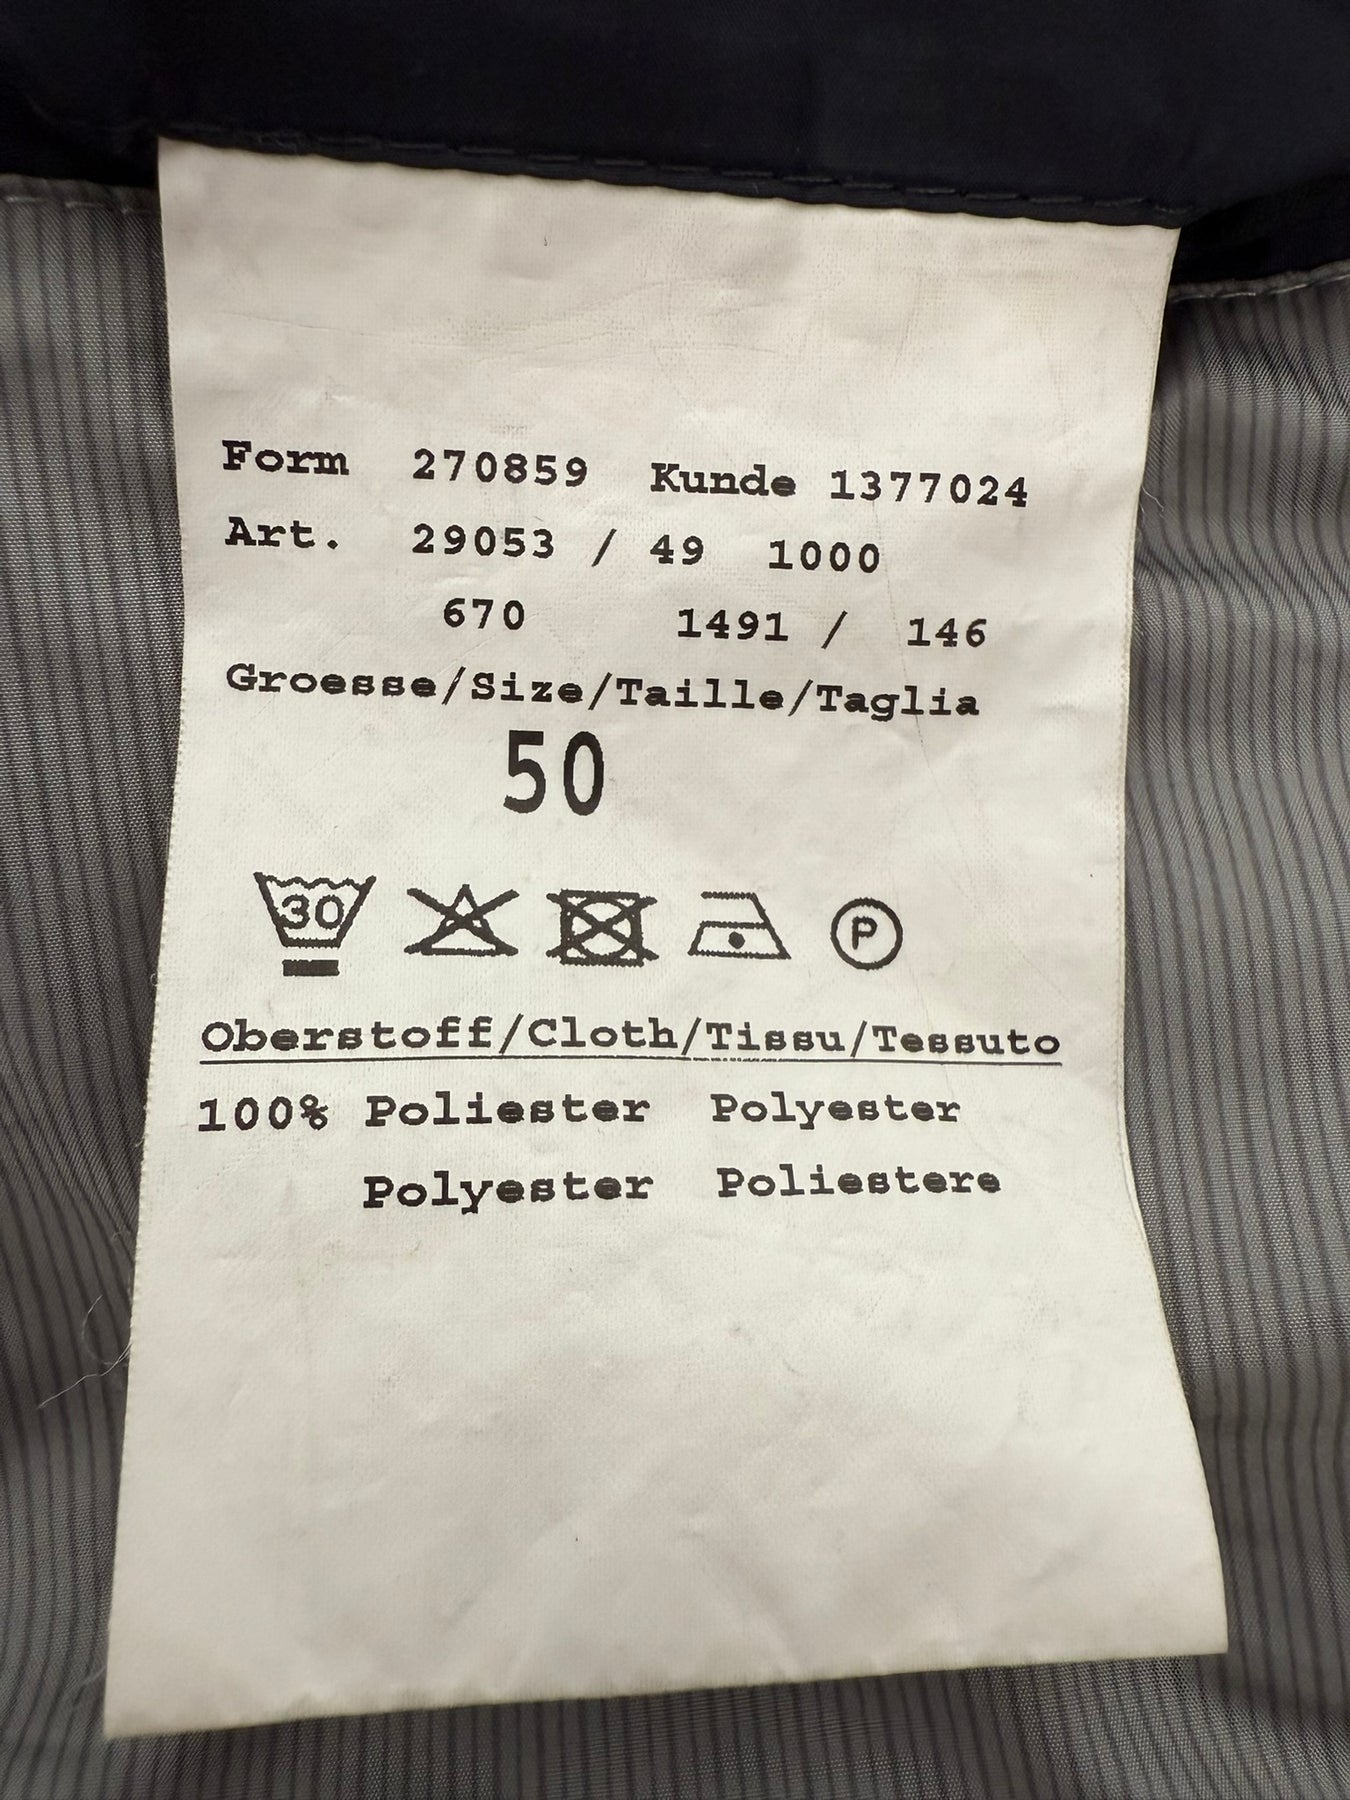 Form 270859 Kunde 1377024
Art. 29053 / 49 1000
670 1491 / 146
Groesse/Size/Taille/Taglia
50
30 P
Oberstoff/Cloth/Tissu/Tessuto
100% Poliester Polyester
Polyester Poliestere